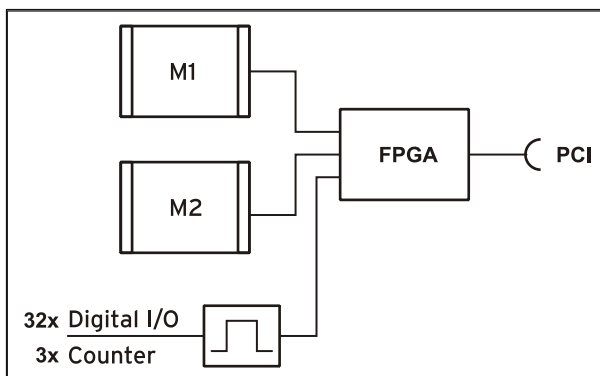 M1
FPGA
PCI
M2
32x Digital I/O
3x Counter